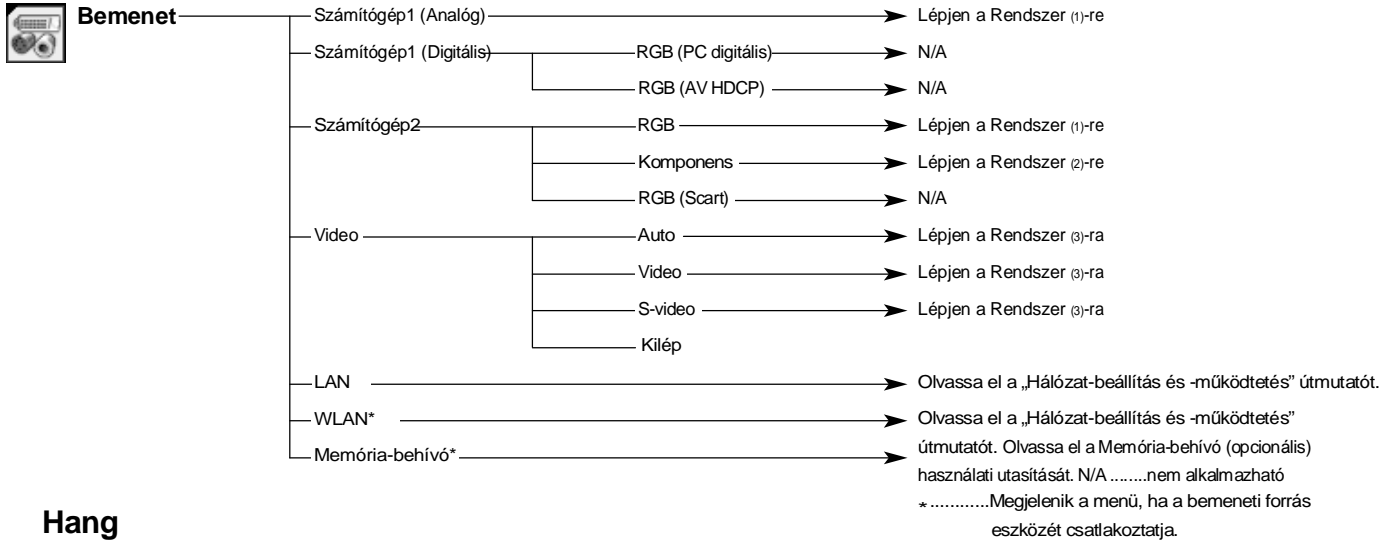 Bemenet Számítógép1 (Analóg) Lépjen a Rendszer (1)-re
Számítógép1 (Digitális) RGB (PC digitális) N/A
RGB (AV HDCP) N/A
Számítógép2 RGB Lépjen a Rendszer (1)-re
Komponens Lépjen a Rendszer (2)-re
RGB (Scart) N/A
Video Auto Lépjen a Rendszer (3)-ra
Video Lépjen a Rendszer (3)-ra
S-video Lépjen a Rendszer (3)-ra
Kilép
LAN Olvassa el a „Hálózat-beállítás és -működtetés” útmutatót.
WLAN* Olvassa el a „Hálózat-beállítás és -működtetés”
Memória-behívó* útmutatót. Olvassa el a Memória-behívó (opcionális)
használati utasítását. N/A ........nem alkalmazható
* ............Megjelenik a menü, ha a bemeneti forrás
eszközét csatlakoztatja.
Hang